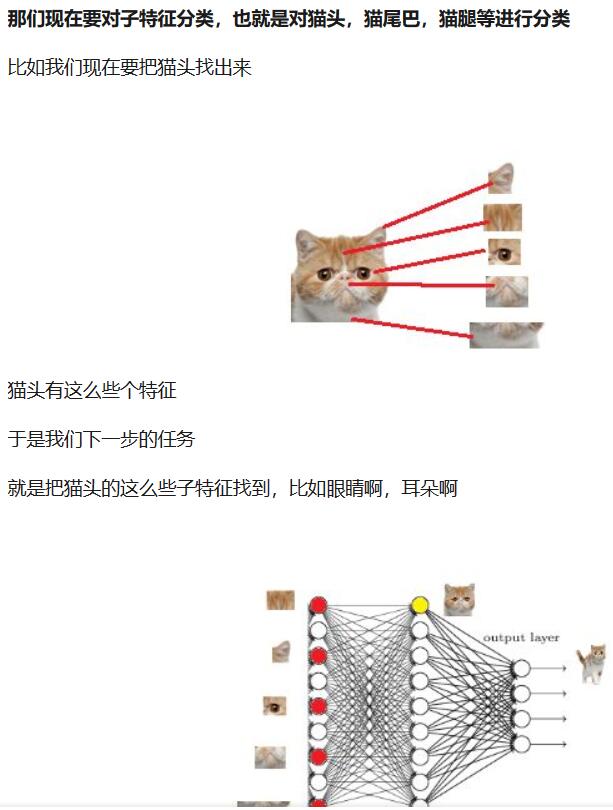 那们现在要对子特征分类，也就是对猫头，猫尾巴，猫腿等进行分类
比如我们现在要把猫头找出来
猫头有这么些个特征
于是我们下一步的任务
就是把猫头的这么些子特征找到，比如眼睛啊，耳朵啊
output layer